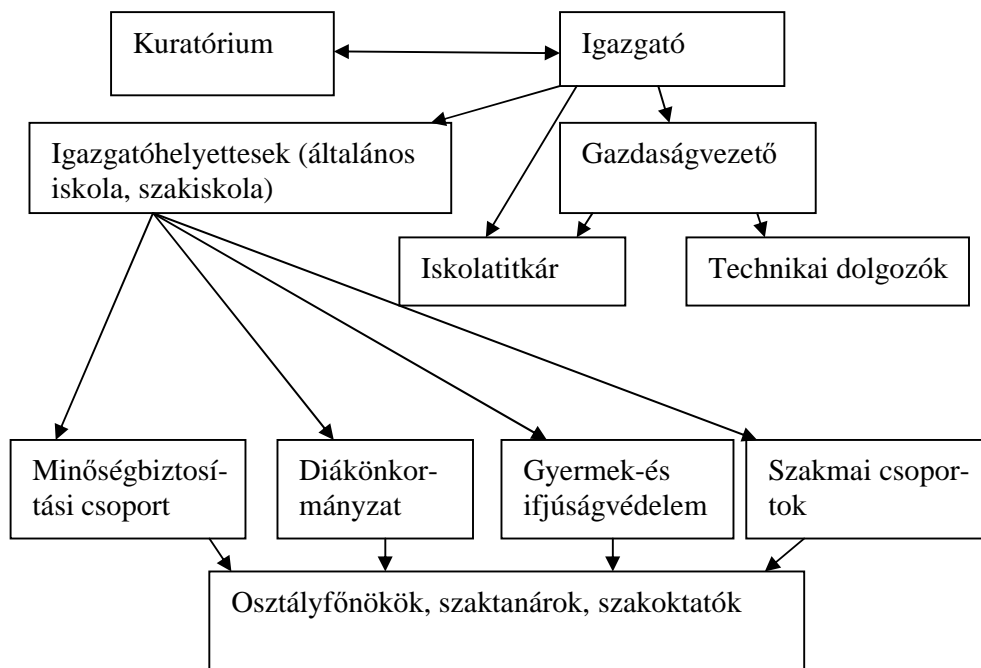 Kuratórium
Igazgató
Igazgatóhelyettesek (általános
iskola, szakiskola)
Gazdaságvezető
Iskolatitkár
Technikai dolgozók
Minőségbiztosí-
tási csoport
Diákönkor-
mányzat
Gyermek-és
ifjúságvédelem
Szakmai csopor-
tok
Osztályfőnökök, szaktanárok, szakoktatók